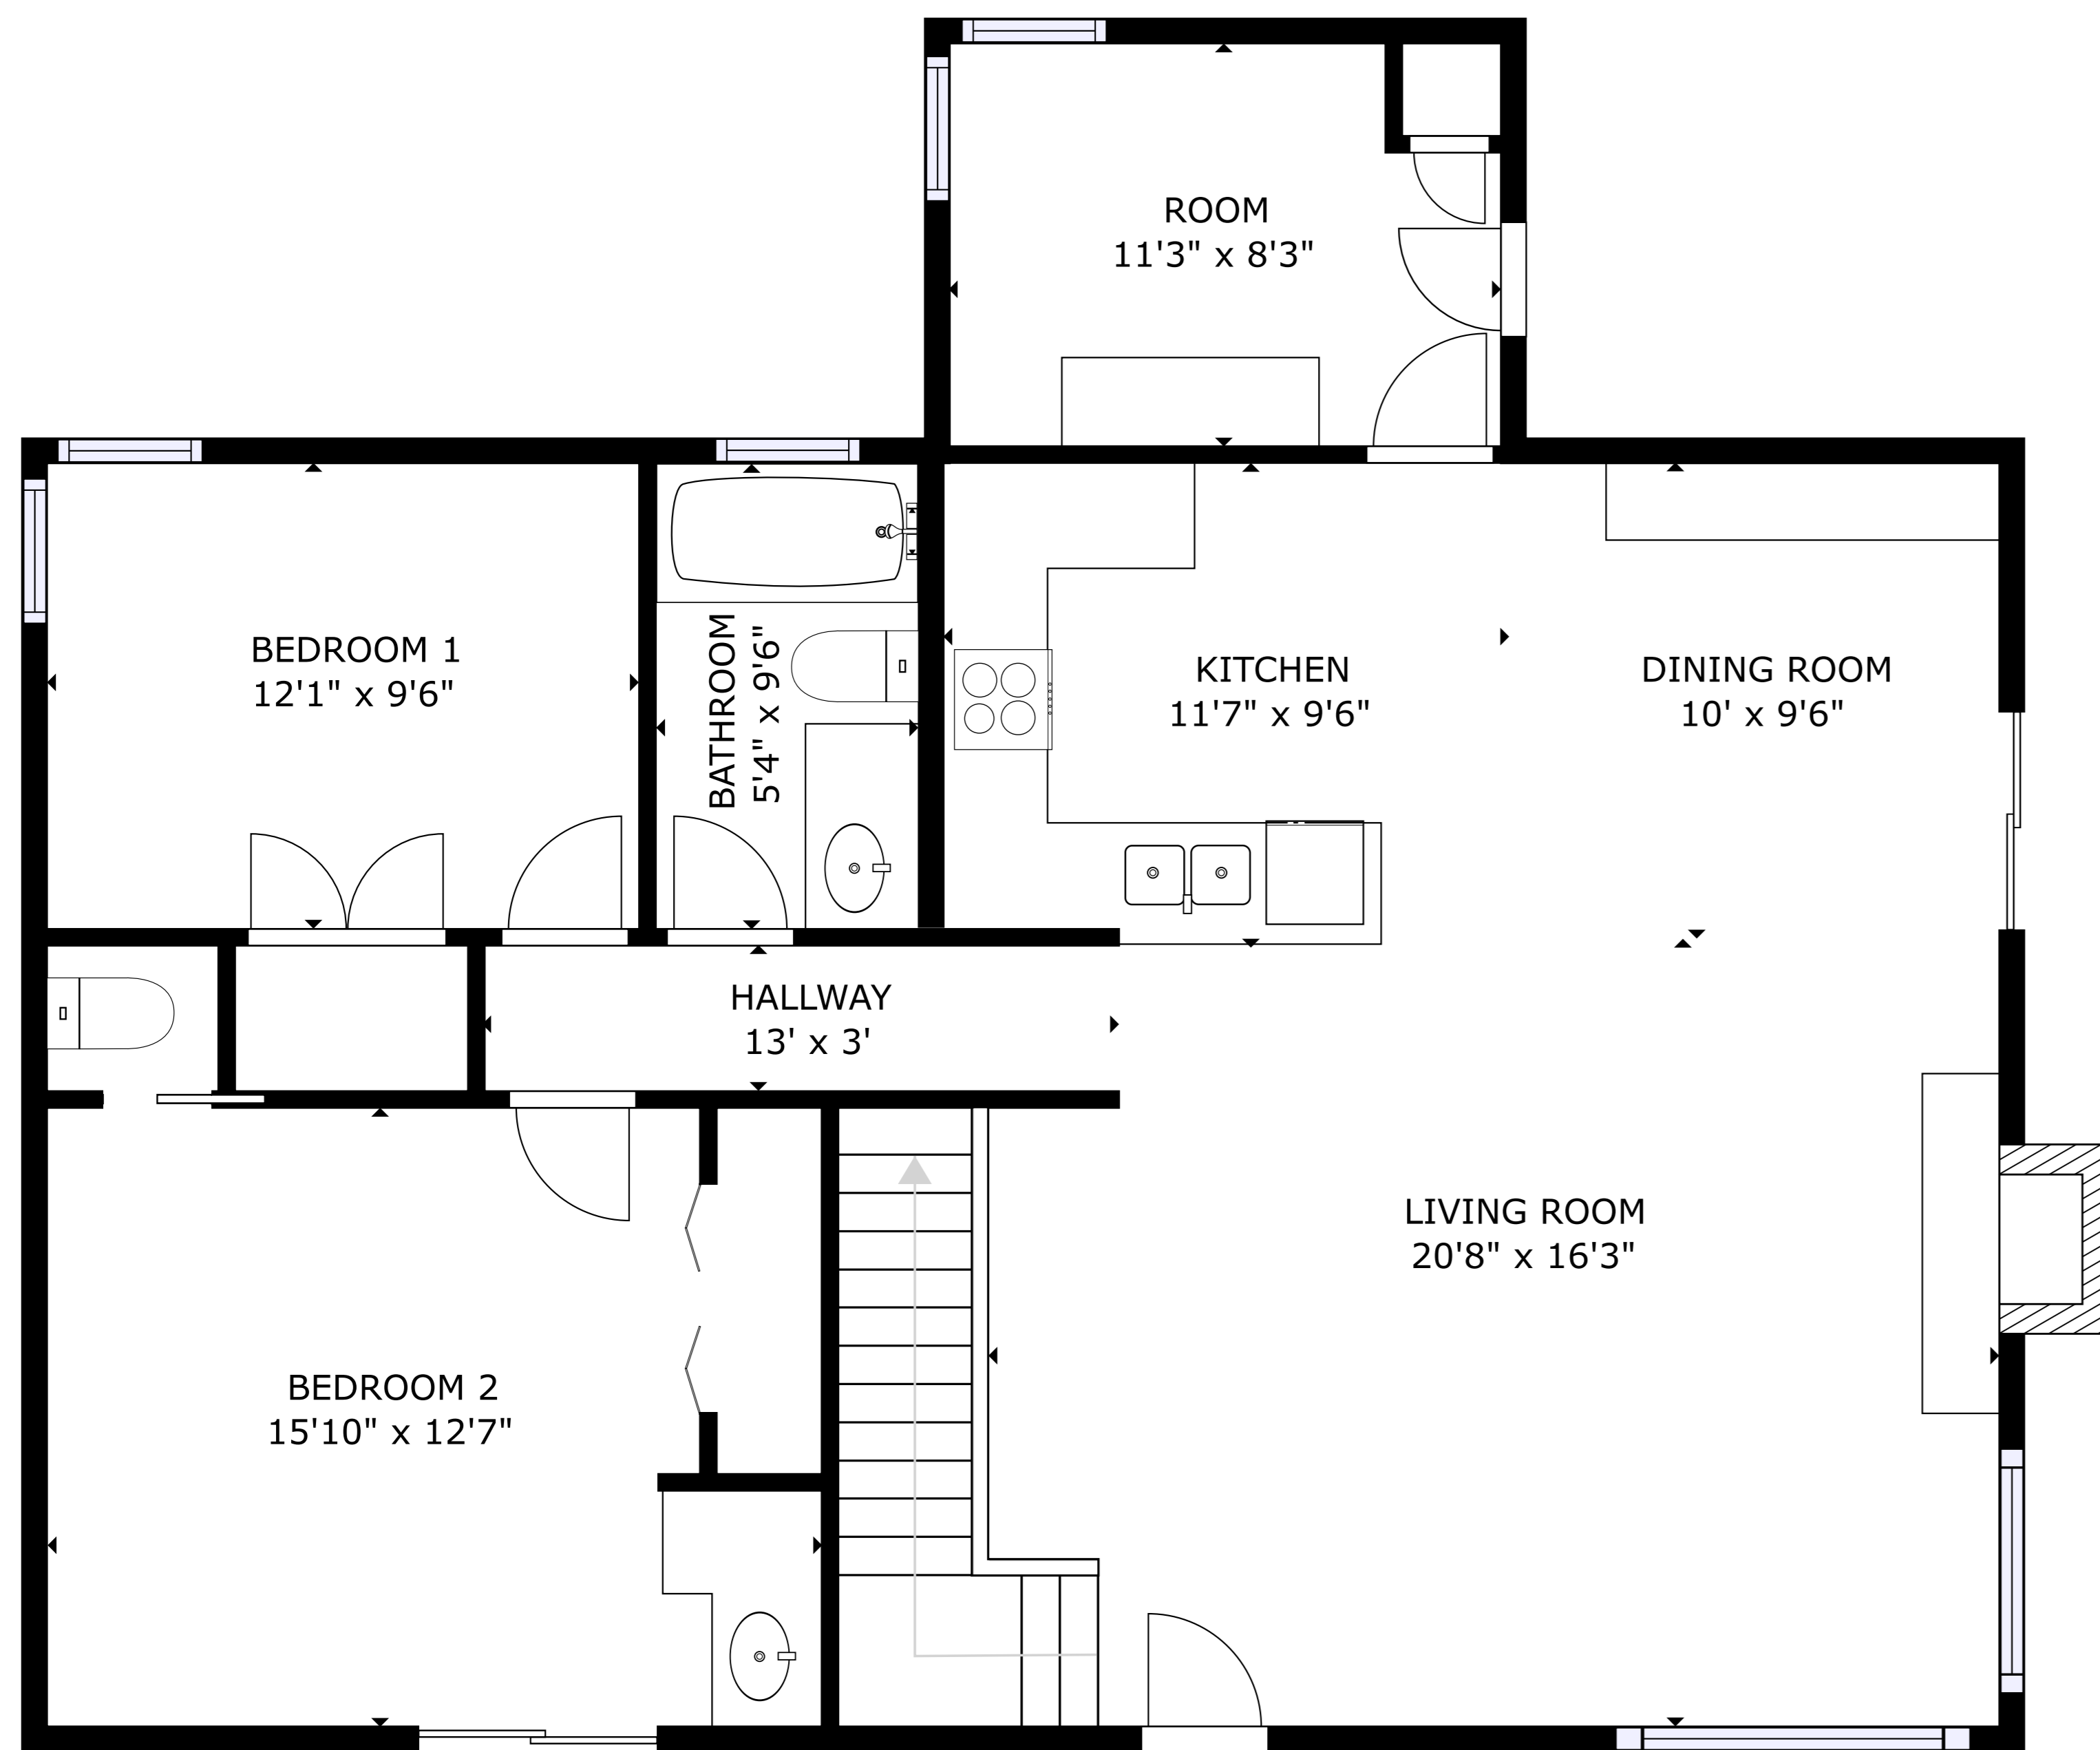 ROOM
11'3" x 8'3"
BEDROOM 1
12'1" x 9'6"
BATHROOM
5'4" x 9'6"
KITCHEN
11'7" x 9'6"
DINING ROOM
10' x 9'6"
HALLWAY
13' x 3'
LIVING ROOM
20'8" x 16'3"
BEDROOM 2
15'10" x 12'7"